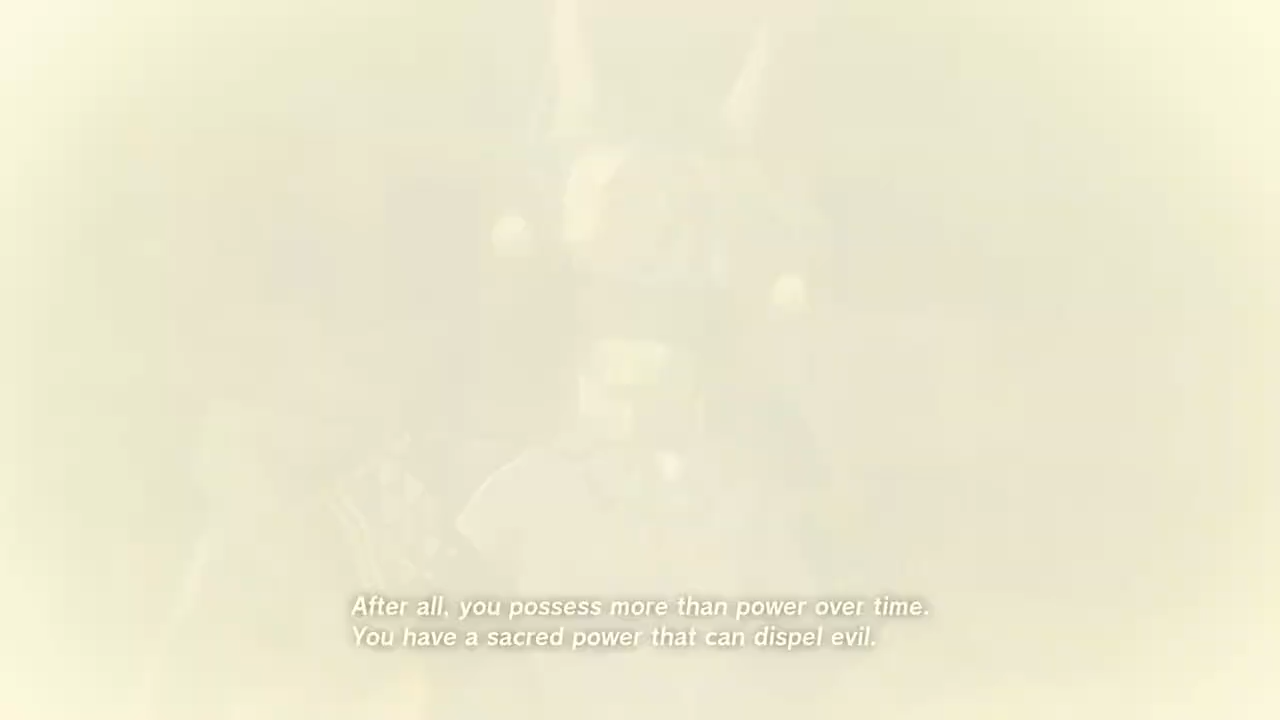 After all, you possess more than power over time.
You have a sacred power that can dispel evil.